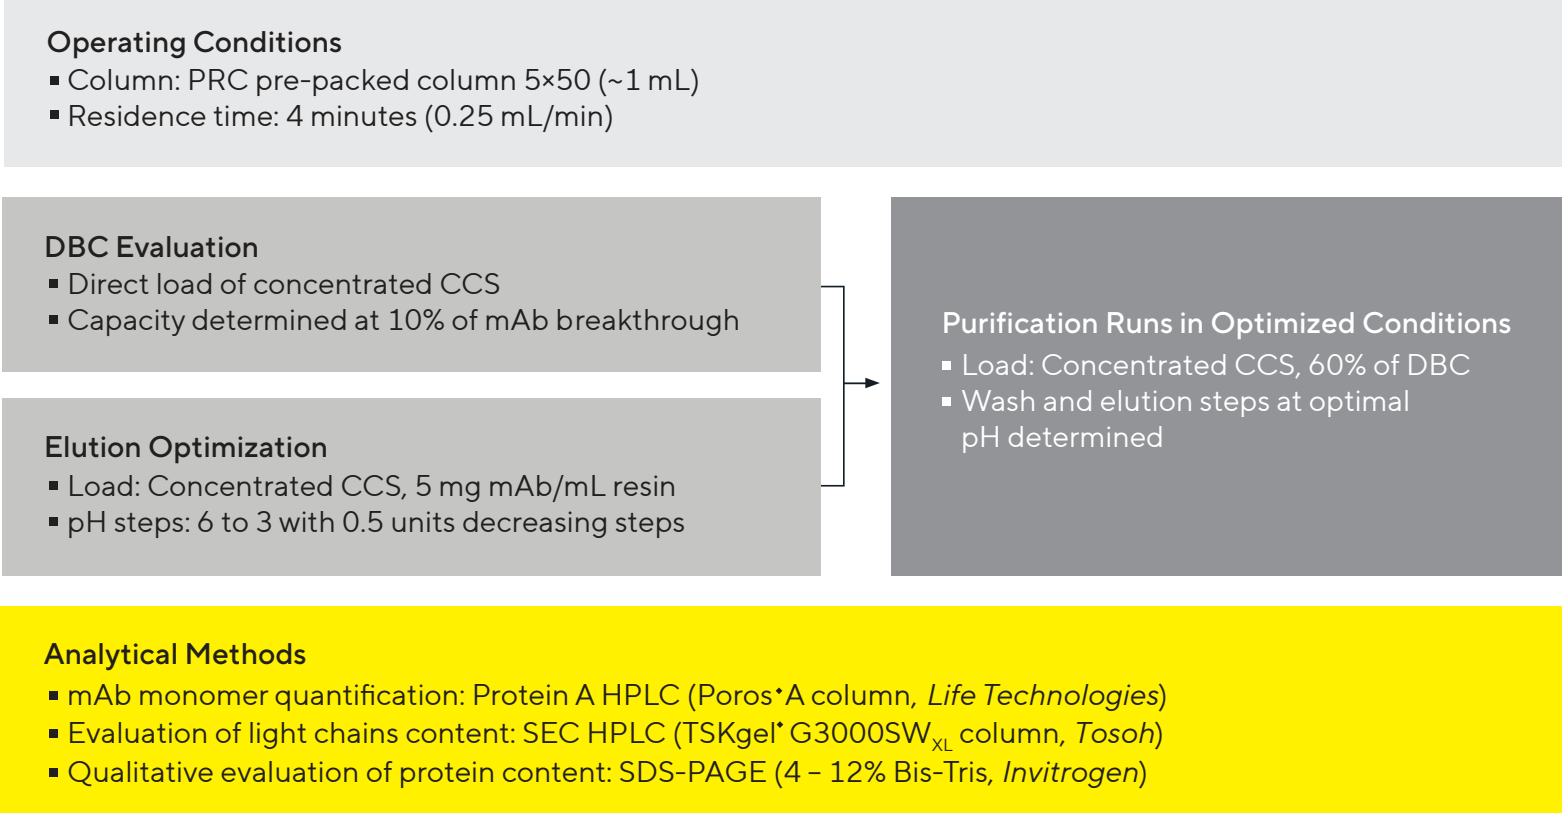 Operating Conditions
▪ Column: PRC pre-packed column 5×50 (~1 mL)
▪ Residence time: 4 minutes (0.25 mL/min)
DBC Evaluation
▪ Direct load of concentrated CCS
▪ Capacity determined at 10% of mAb breakthrough
Elution Optimization
▪ Load: Concentrated CCS, 5 mg mAb/mL resin
▪ pH steps: 6 to 3 with 0.5 units decreasing steps
Purification Runs in Optimized Conditions
▪ Load: Concentrated CCS, 60% of DBC
▪ Wash and elution steps at optimal
pH determined
Analytical Methods
▪ mAb monomer quantification: Protein A HPLC (Poros⬥ A column, Life Technologies)
▪ Evaluation of light chains content: SEC HPLC (TSKgel⬥ G3000SWXL column, Tosoh)
▪ Qualitative evaluation of protein content: SDS-PAGE (4 – 12% Bis-Tris, Invitrogen)